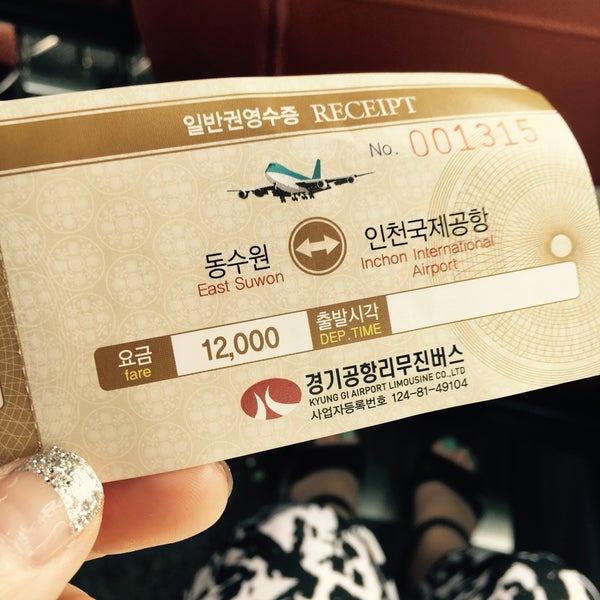 일반권영수증 RECEIPT
No. 001315
동수원
East Suwon
인천국제공항
Inchon International
Airport
요금
fare
12,000
출발시각
DEP.TIME
경기공항리무진버스
KYUNG GI AIRPORT LIMOUSINE CO.,LTD
사업자등록번호 124-81-49104